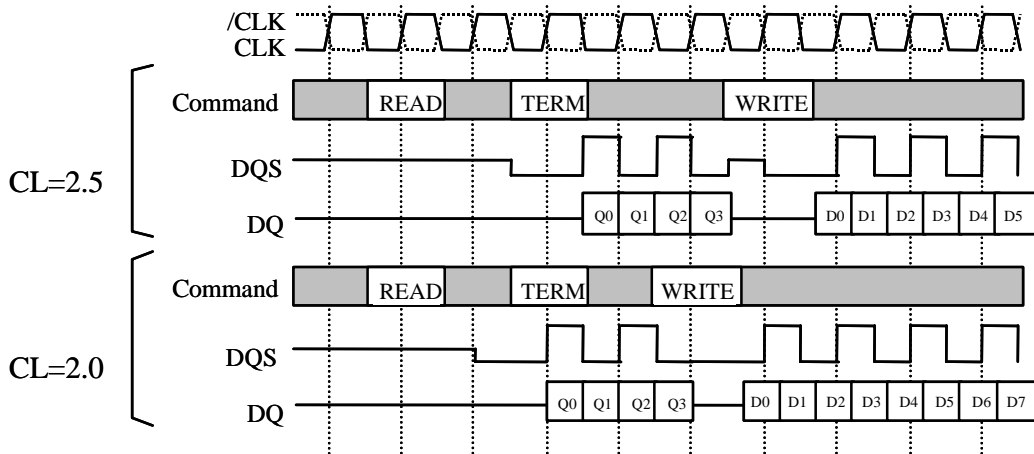 /CLK
CLK
Command READ TERM WRITE
CL=2.5
DQS
DQ Q0 Q1 Q2 Q3 D0 D1 D2 D3 D4 D5
Command READ TERM WRITE
CL=2.0
DQS
DQ Q0 Q1 Q2 Q3 D0 D1 D2 D3 D4 D5 D6 D7